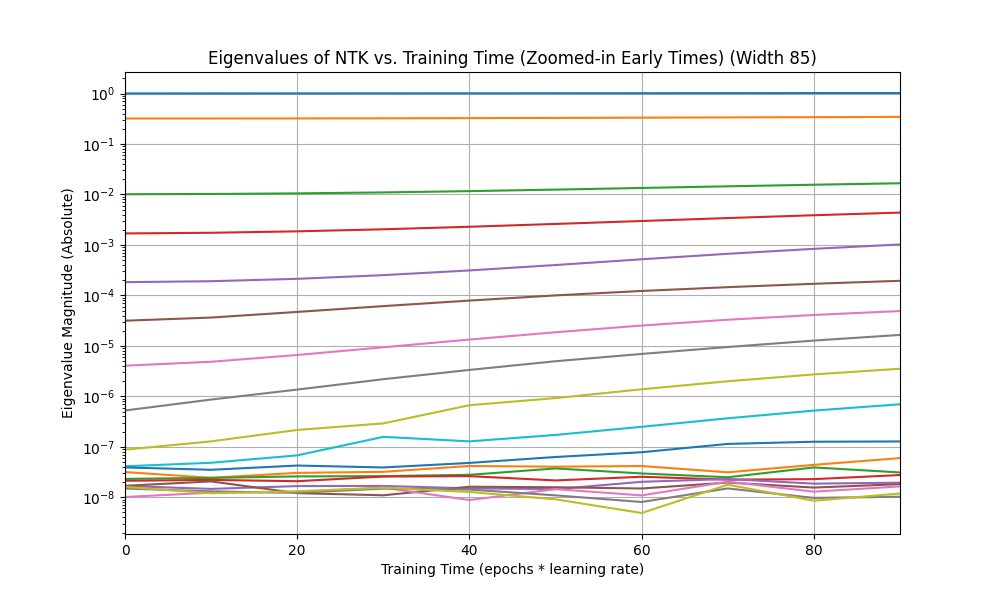 Eigenvalues of NTK vs. Training Time (Zoomed-in Early Times) (Width 85)
Eigenvalue Magnitude (Absolute)
10⁰
10⁻¹
10⁻²
10⁻³
10⁻⁴
10⁻⁵
10⁻⁶
10⁻⁷
10⁻⁸
0 20 40 60 80
Training Time (epochs * learning rate)